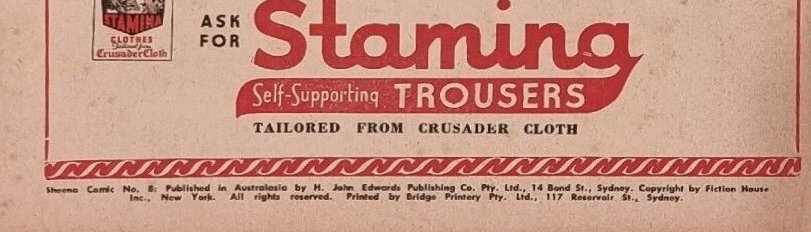 STAMINA
CLOTHES
Tailored from
Crusader Cloth
ASK
FOR
Stamina
Self-Supporting TROUSERS
TAILORED FROM CRUSADER CLOTH
Sheena Comic No. 8: Published in Australasia by H. John Edwards Publishing Co. Pty. Ltd., 14 Bond St., Sydney. Copyright by Fiction House
Inc., New York. All rights reserved. Printed by Bridge Printery Pty. Ltd., 117 Reservoir St., Sydney.